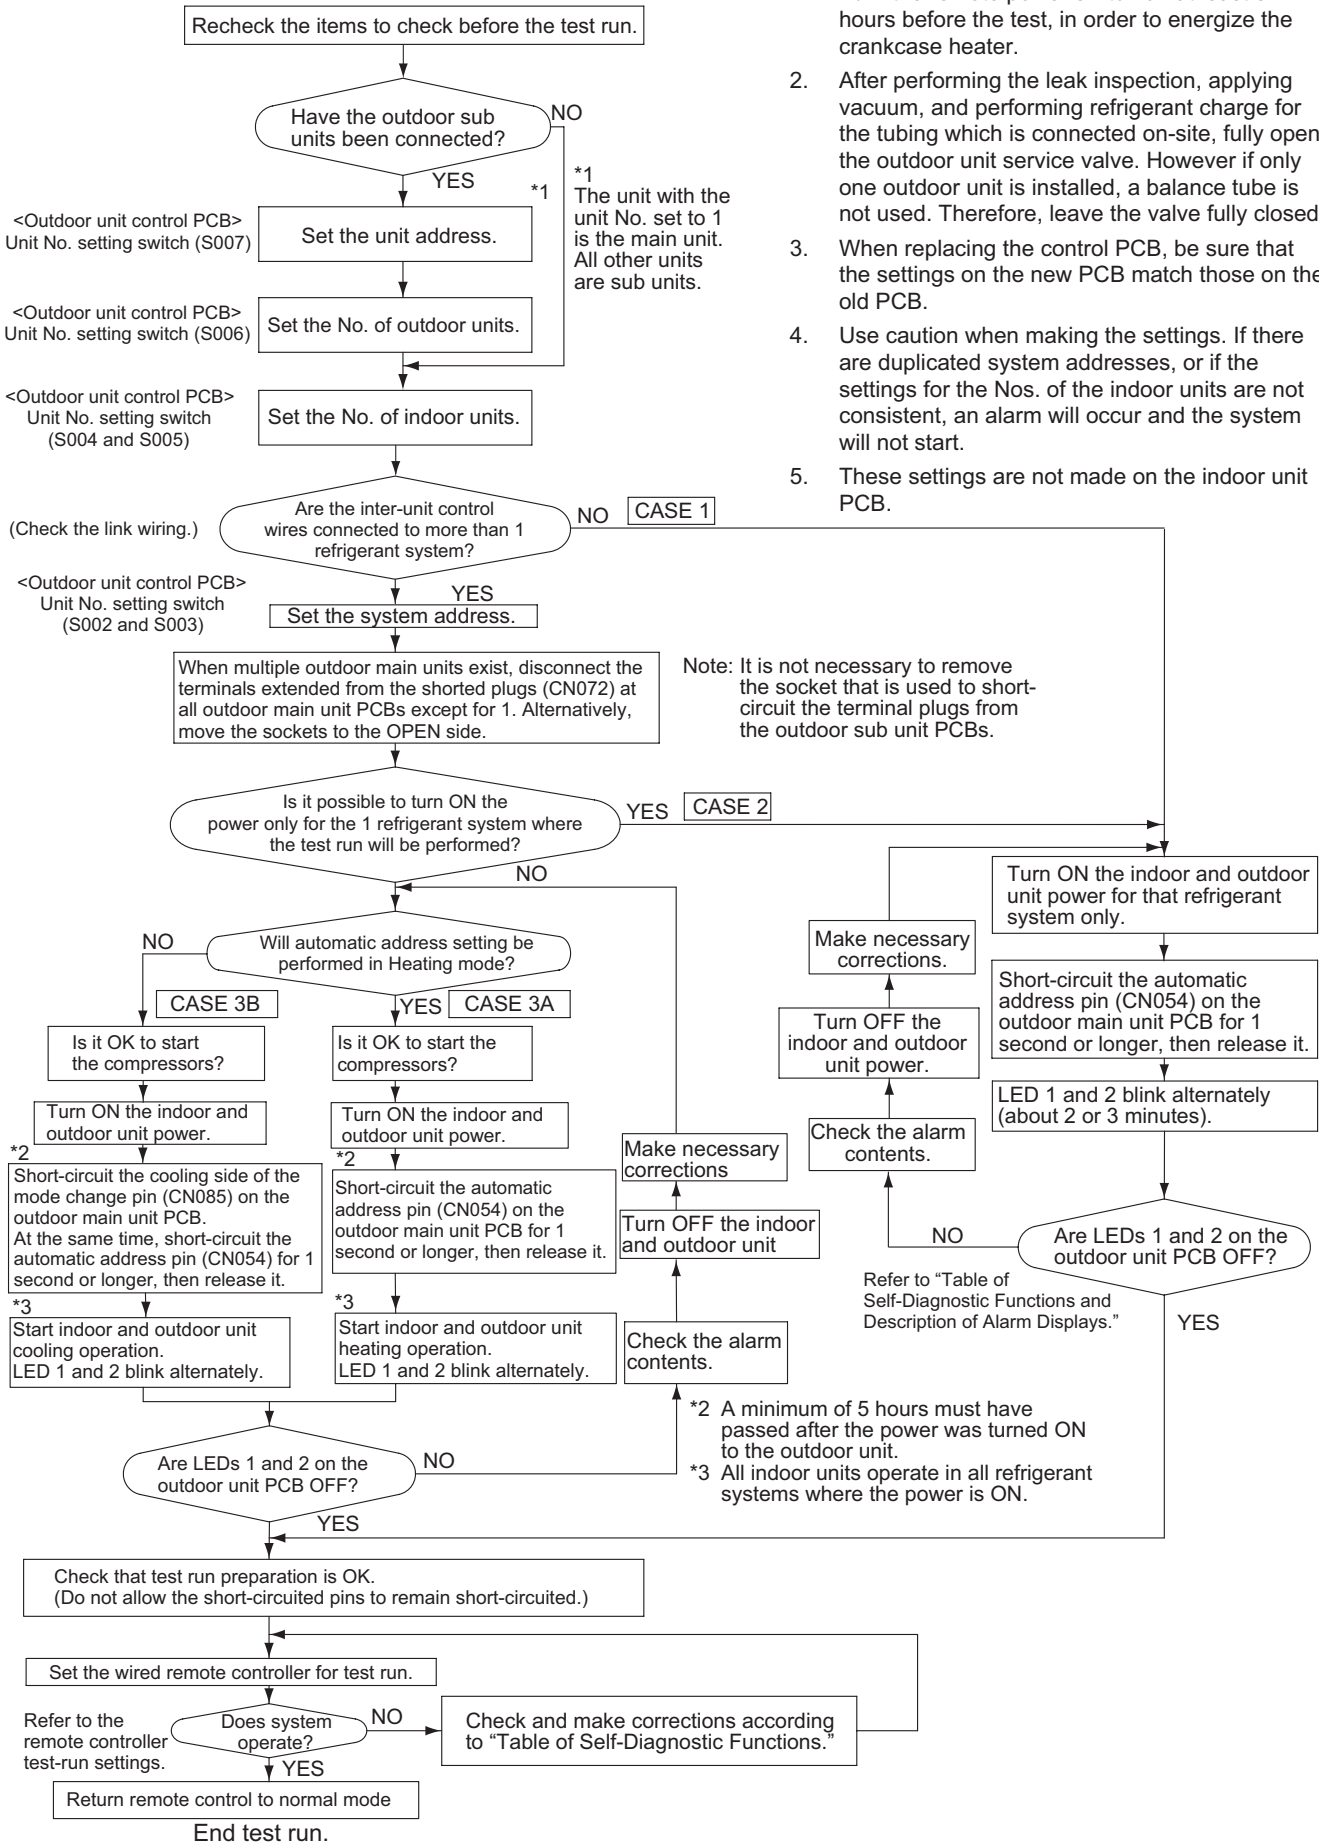 Recheck the items to check before the test run.
Have the outdoor sub
units been connected?
NO
YES
*1
*1
The unit with the
unit No. set to 1
is the main unit.
All other units
are sub units.
<Outdoor unit control PCB>
Unit No. setting switch (S007)
Set the unit address.
<Outdoor unit control PCB>
Unit No. setting switch (S006)
Set the No. of outdoor units.
<Outdoor unit control PCB>
Unit No. setting switch
(S004 and S005)
Set the No. of indoor units.
hours before the test, in order to energize the
crankcase heater.
2. After performing the leak inspection, applying
vacuum, and performing refrigerant charge for
the tubing which is connected on-site, fully open
the outdoor unit service valve. However if only
one outdoor unit is installed, a balance tube is
not used. Therefore, leave the valve fully closed
3. When replacing the control PCB, be sure that
the settings on the new PCB match those on the
old PCB.
4. Use caution when making the settings. If there
are duplicated system addresses, or if the
settings for the Nos. of the indoor units are not
consistent, an alarm will occur and the system
will not start.
5. These settings are not made on the indoor unit
PCB.
(Check the link wiring.)
Are the inter-unit control
wires connected to more than 1
refrigerant system?
NO
CASE 1
YES
<Outdoor unit control PCB>
Unit No. setting switch
(S002 and S003)
Set the system address.
When multiple outdoor main units exist, disconnect the
terminals extended from the shorted plugs (CN072) at
all outdoor main unit PCBs except for 1. Alternatively,
move the sockets to the OPEN side.
Note: It is not necessary to remove
the socket that is used to short-
circuit the terminal plugs from
the outdoor sub unit PCBs.
Is it possible to turn ON the
power only for the 1 refrigerant system where
the test run will be performed?
YES
CASE 2
NO
Will automatic address setting be
performed in Heating mode?
NO
CASE 3B
YES
CASE 3A
Is it OK to start
the compressors?
Turn ON the indoor and
outdoor unit power.
*2
Short-circuit the cooling side of the
mode change pin (CN085) on the
outdoor main unit PCB.
At the same time, short-circuit the
automatic address pin (CN054) for 1
second or longer, then release it.
*3
Start indoor and outdoor unit
cooling operation.
LED 1 and 2 blink alternately.
Is it OK to start the
compressors?
Turn ON the indoor and
outdoor unit power.
*2
Short-circuit the automatic
address pin (CN054) on the
outdoor main unit PCB for 1
second or longer, then release it.
*3
Start indoor and outdoor unit
heating operation.
LED 1 and 2 blink alternately.
Make necessary
corrections
Turn OFF the indoor
and outdoor unit
Check the alarm
contents.
Make necessary
corrections.
Turn OFF the
indoor and outdoor
unit power.
Check the alarm
contents.
Turn ON the indoor and outdoor
unit power for that refrigerant
system only.
Short-circuit the automatic
address pin (CN054) on the
outdoor main unit PCB for 1
second or longer, then release it.
LED 1 and 2 blink alternately
(about 2 or 3 minutes).
Are LEDs 1 and 2 on the
outdoor unit PCB OFF?
NO
YES
Refer to “Table of
Self-Diagnostic Functions and
Description of Alarm Displays.”
*2 A minimum of 5 hours must have
passed after the power was turned ON
to the outdoor unit.
*3 All indoor units operate in all refrigerant
systems where the power is ON.
Are LEDs 1 and 2 on the
outdoor unit PCB OFF?
NO
YES
Check that test run preparation is OK.
(Do not allow the short-circuited pins to remain short-circuited.)
Set the wired remote controller for test run.
Refer to the
remote controller
test-run settings.
Does system
operate?
NO
Check and make corrections according
to “Table of Self-Diagnostic Functions.”
YES
Return remote control to normal mode
End test run.